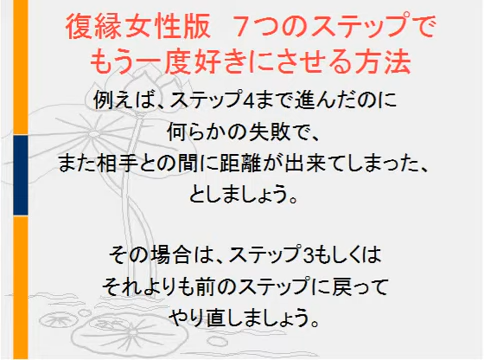 復縁女性版　７つのステップで
もう一度好きにさせる方法
例えば、ステップ4まで進んだのに
何らかの失敗で、
また相手との間に距離が出来てしまった、
としましょう。
その場合は、ステップ3もしくは
それよりも前のステップに戻って
やり直しましょう。